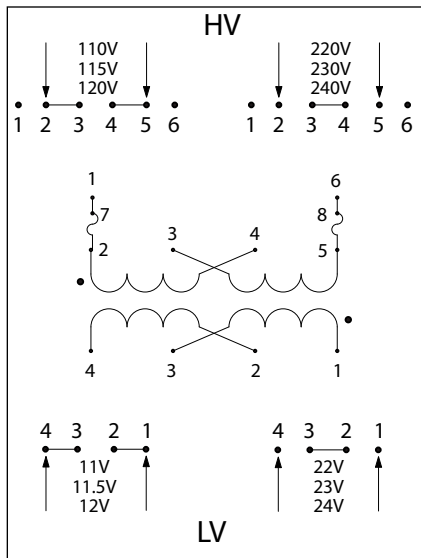 HV
110V 220V
115V 230V
120V 240V
1 2 3 4 5 6 1 2 3 4 5 6
1 6
7 8
2 3 4 5
4 3 2 1
4 3 2 1 4 3 2 1
11V 22V
11.5V 23V
12V 24V
LV